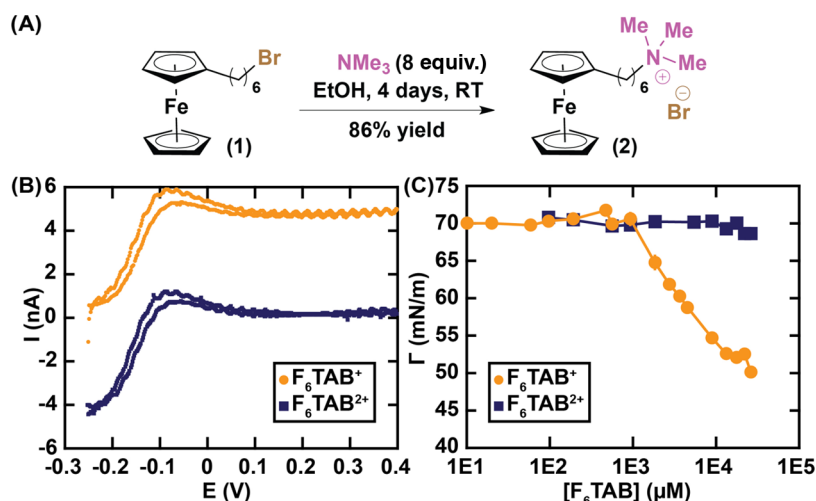 (A)
Br
6
Fe
(1)
NMe₃ (8 equiv.)
EtOH, 4 days, RT
86% yield
Me
Me
N
Me
⊕
6
⊖
Br
Fe
(2)
(B)
6
4
2
0
-2
-4
-6
I (nA)
-0.3 -0.2 -0.1 0 0.1 0.2 0.3 0.4
E (V)
F₆TAB⁺
F₆TAB²⁺
(C)
75
70
65
60
55
50
45
40
Γ (mN/m)
1E1 1E2 1E3 1E4 1E5
[F₆TAB] (µM)
F₆TAB⁺
F₆TAB²⁺